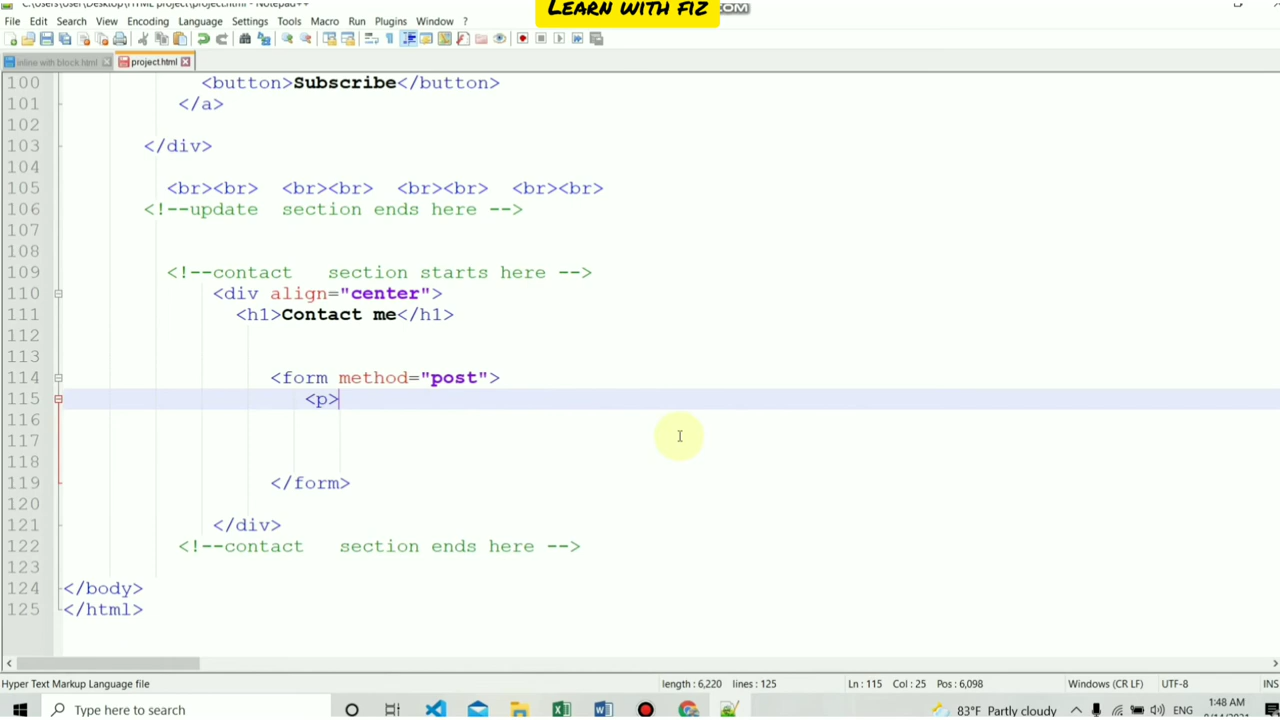 Learn with fiz
.COM
File Edit Search View Encoding Language Settings Tools Macro Run Plugins Window ?
inline with block.html project.html
100 <button>Subscribe</button>
101 </a>
102
103 </div>
104
105 <br><br> <br><br> <br><br> <br><br>
106 <!--update section ends here -->
107
108
109 <!--contact section starts here -->
110 <div align="center">
111 <h1>Contact me</h1>
112
113
114 <form method="post">
115 <p>
116
117
118
119 </form>
120
121 </div>
122 <!--contact section ends here -->
123
124 </body>
125 </html>
Hyper Text Markup Language file length : 6,220 lines : 125 Ln : 115 Col : 25 Pos : 6,098 Windows (CR LF) UTF-8 INS
Type here to search 83°F Partly cloudy ENG 1:48 AM